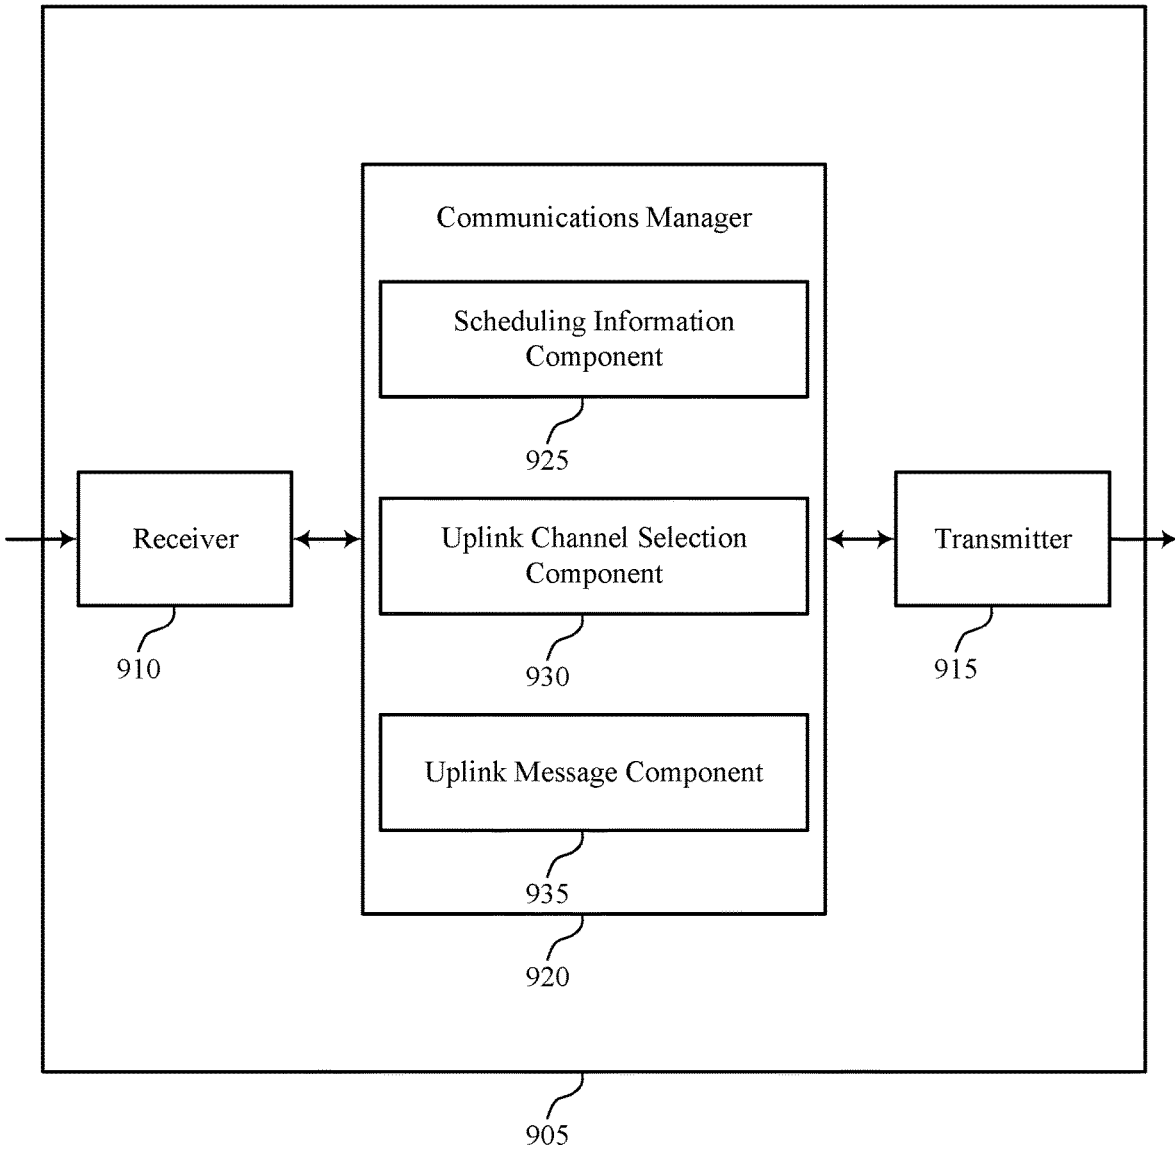 Communications Manager
Scheduling Information
Component
925
Receiver
910
Uplink Channel Selection
Component
930
Transmitter
915
Uplink Message Component
935
920
905